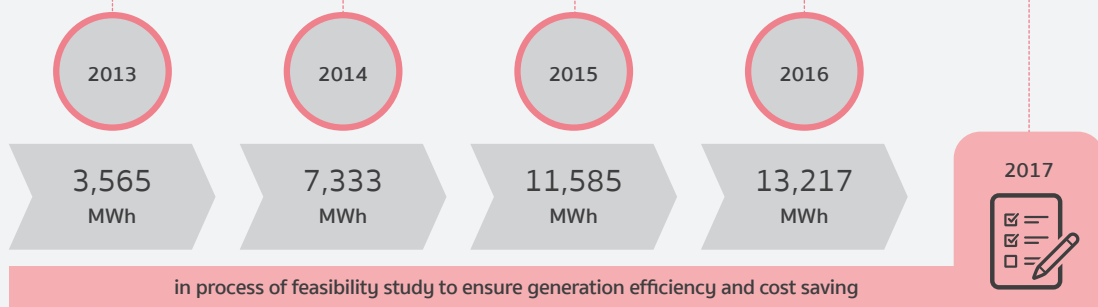 2013
2014
2015
2016
3,565
MWh
7,333
MWh
11,585
MWh
13,217
MWh
2017
in process of feasibility study to ensure generation efficiency and cost saving